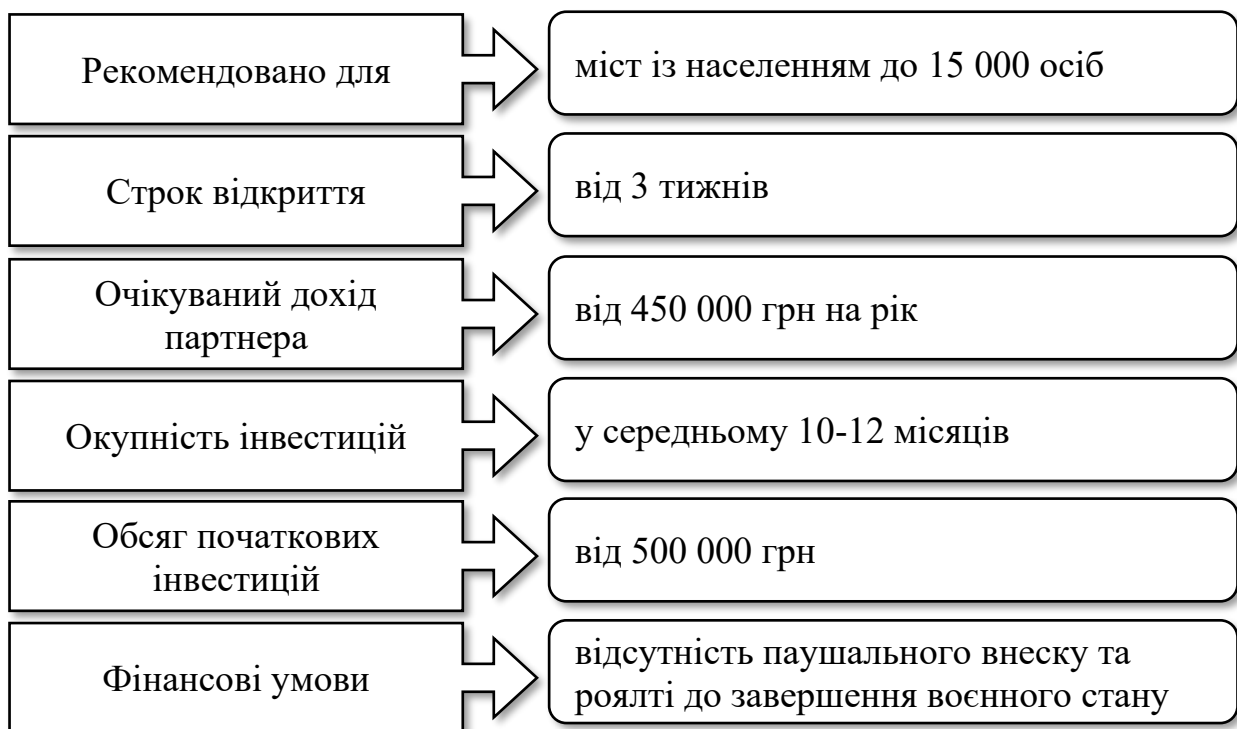 Рекомендовано для
міст із населенням до 15 000 осіб
Строк відкриття
від 3 тижнів
Очікуваний дохід
партнера
від 450 000 грн на рік
Окупність інвестицій
у середньому 10-12 місяців
Обсяг початкових
інвестицій
від 500 000 грн
Фінансові умови
відсутність паушального внеску та
роялті до завершення воєнного стану